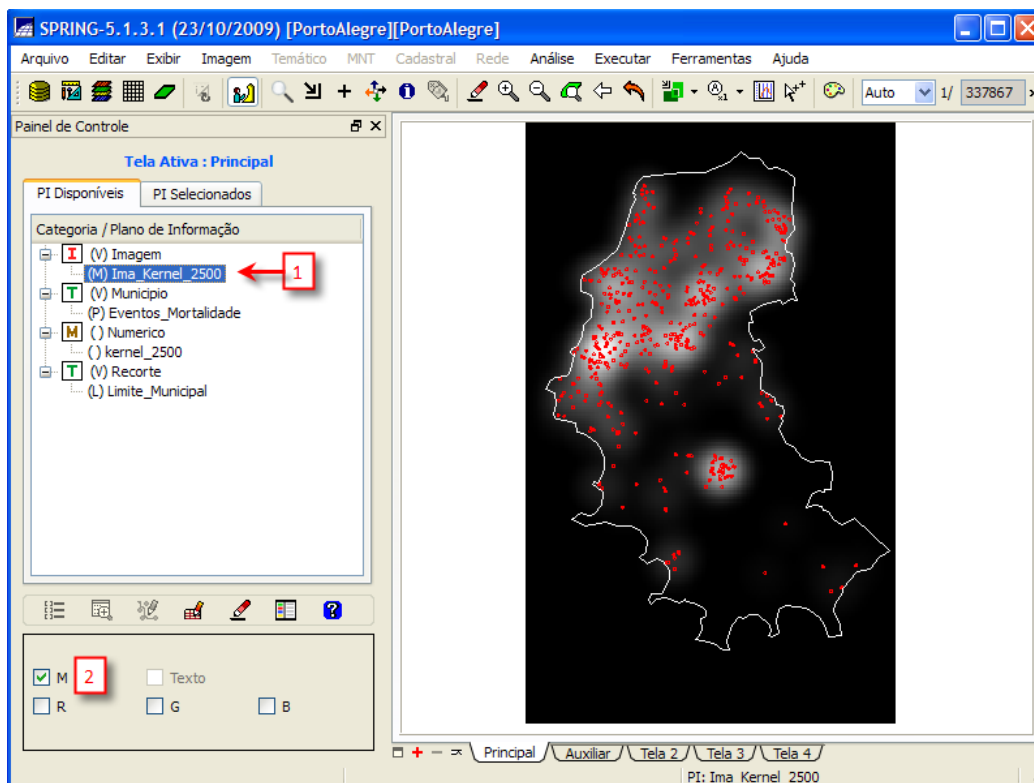 SPRING-5.1.3.1 (23/10/2009) [PortoAlegre][PortoAlegre]
Arquivo Editar Exibir Imagem Temático MNT Cadastral Rede Análise Executar Ferramentas Ajuda
Auto 1/ 337867
Painel de Controle
Tela Ativa : Principal
PI Disponíveis PI Selecionados
Categoria / Plano de Informação
I (V) Imagem
(M) Ima_Kernel_2500
1
T (V) Municipio
(P) Eventos_Mortalidade
M ( ) Numerico
( ) kernel_2500
T (V) Recorte
(L) Limite_Municipal
M
2
Texto
R G B
Principal Auxiliar Tela 2 Tela 3 Tela 4
PI: Ima_Kernel_2500